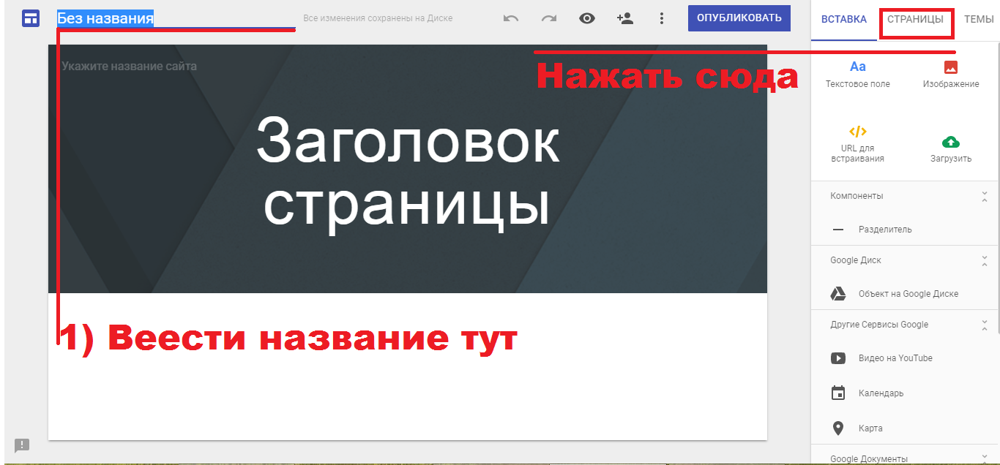 Без названия
Все изменения сохранены на Диске
ОПУБЛИКОВАТЬ
ВСТАВКА
СТРАНИЦЫ
ТЕМЫ
Укажите название сайта
Нажать сюда
Заголовок
страницы
1) Веести название тут
Aa
Текстовое поле
Изображение
URL для
встраивания
Загрузить
Компоненты
Разделитель
Google Диск
Объект на Google Диске
Другие Сервисы Google
Видео на YouTube
Календарь
Карта
Google Документы